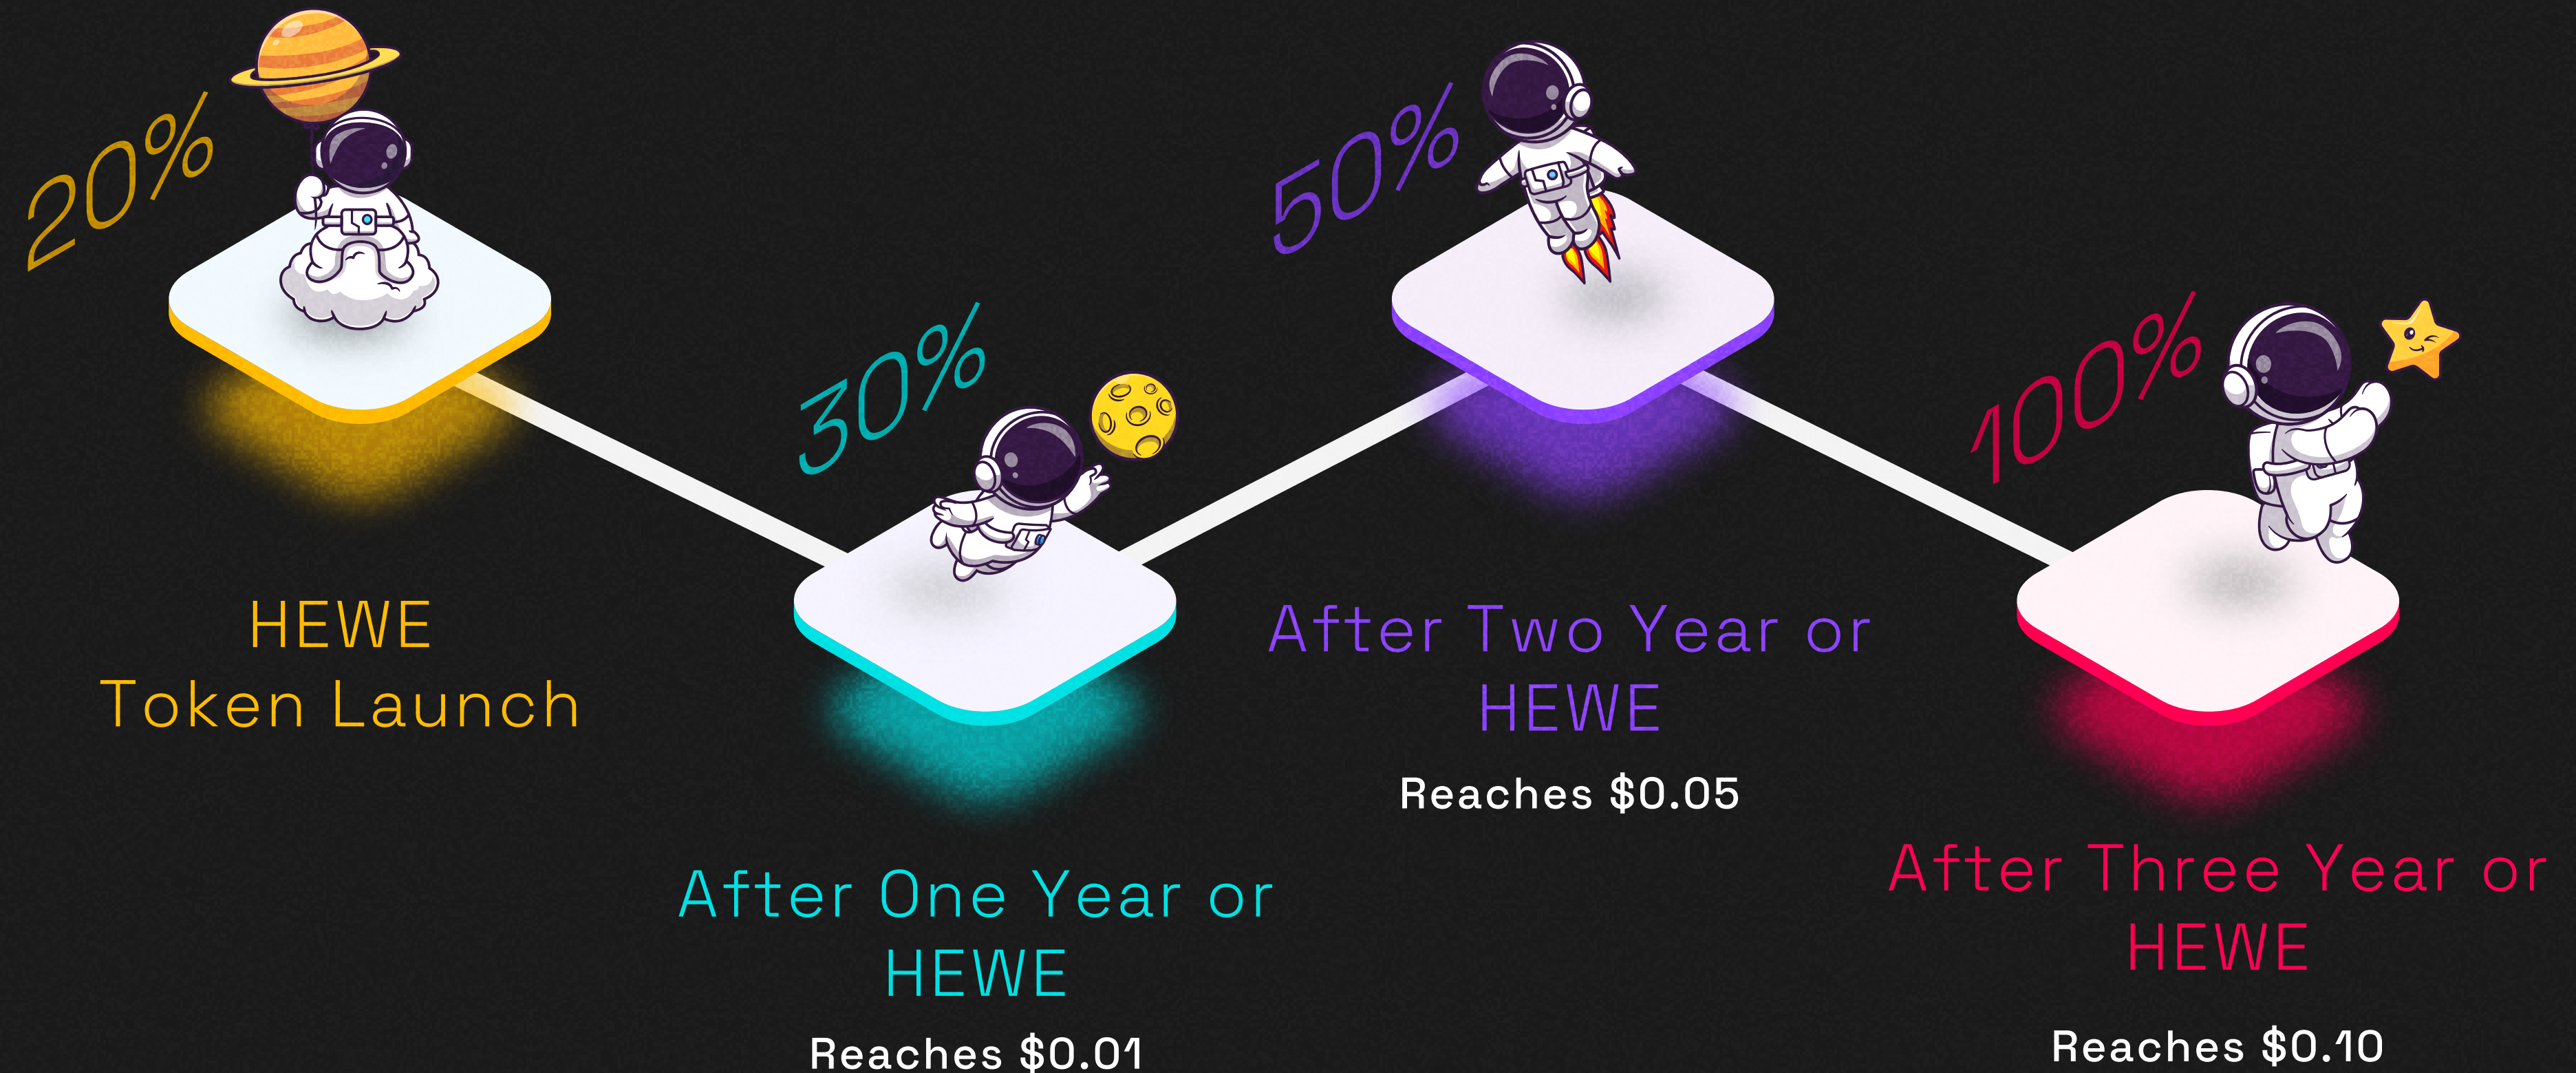 20%
HEWE
Token Launch
30%
After One Year or
HEWE
Reaches $0.01
50%
After Two Year or
HEWE
Reaches $0.05
100%
After Three Year or
HEWE
Reaches $0.10